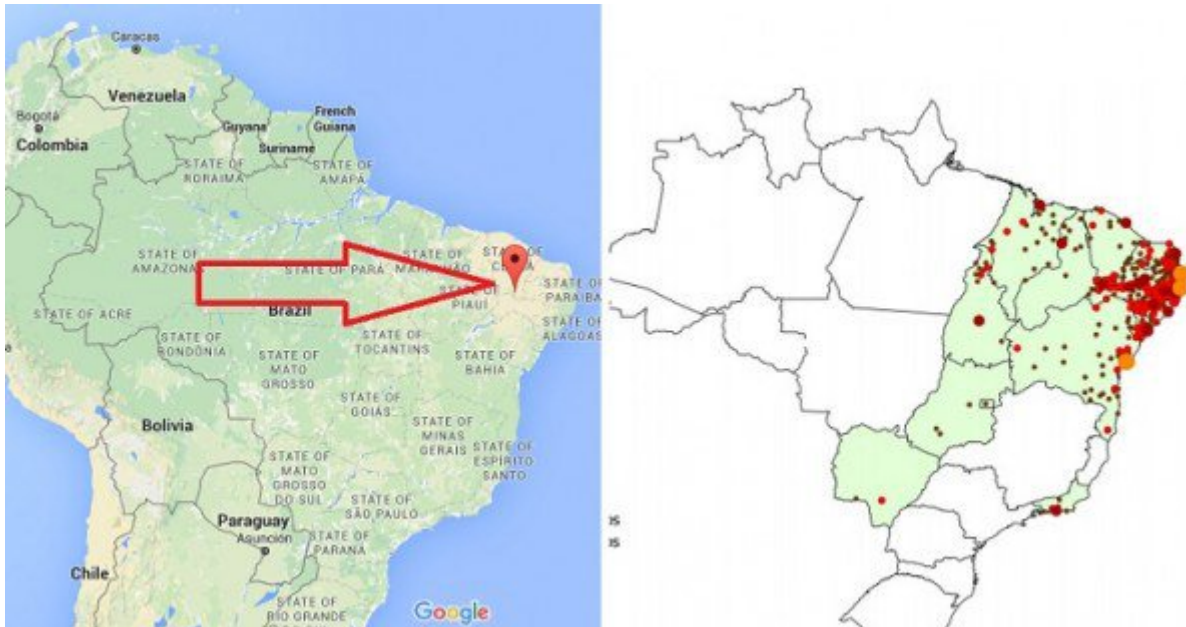 Caracas
Venezuela
Bogotá
Colombia
Guyana
French
Guiana
Suriname
STATE OF
RORAIMA
STATE OF
AMAPÁ
STATE OF
AMAZONAS
STATE OF PARÁ
STATE OF
MARANHÃO
STATE OF
STATE OF
PIAUÍ
STATE OF
PARAIBA
STATE OF
ALAGOAS
STATE OF ACRE
Brazil
STATE OF
RONDÔNIA
STATE OF
TOCANTINS
STATE OF
MATO
GROSSO
STATE OF
BAHIA
STATE OF
GOIÁS
Bolivia
STATE OF
MINAS
GERAIS
STATE OF
ESPÍRITO
SANTO
STATE OF
MATO
GROSSO
DO SUL
STATE OF
SÃO PAULO
Paraguay
Asunción
STATE OF
PARANÁ
Chile
STATE OF
RIO GRANDE
Google
IS
IS